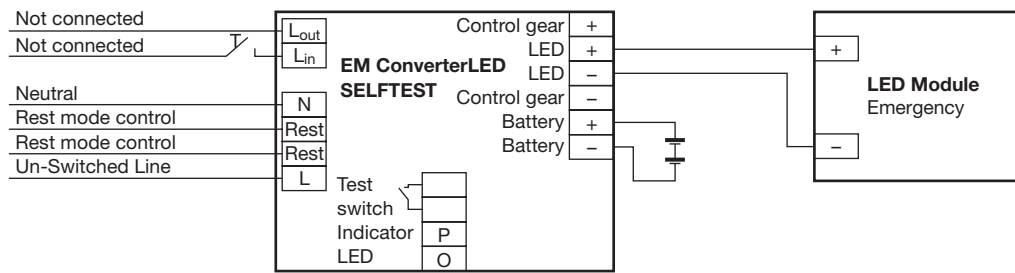 Not connected
Not connected
Neutral
Rest mode control
Rest mode control
Un-Switched Line
T
Lout
Lin
N
Rest
Rest
L
EM ConverterLED
SELFTEST
Test
switch
Indicator P
LED O
Control gear +
LED +
LED –
Control gear –
Battery +
Battery –
+
–
LED Module
Emergency